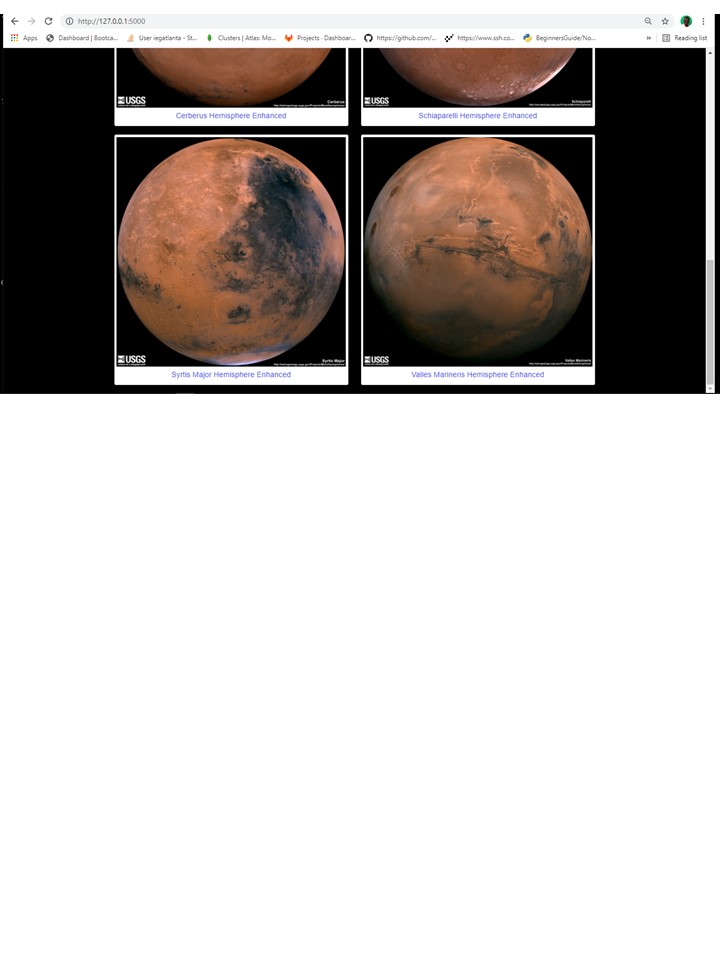 http://127.0.0.1:5000
Apps Dashboard | Bootca... User iegatlanta - St... Clusters | Atlas: Mo... Projects · Dashboar... https://github.com/... https://www.ssh.co... BeginnersGuide/No... » Reading list
USGS Cerberus
USGS Schiaparelli
Cerberus Hemisphere Enhanced
Schiaparelli Hemisphere Enhanced
USGS Syrtis Major
USGS Valles Marineris
Syrtis Major Hemisphere Enhanced
Valles Marineris Hemisphere Enhanced